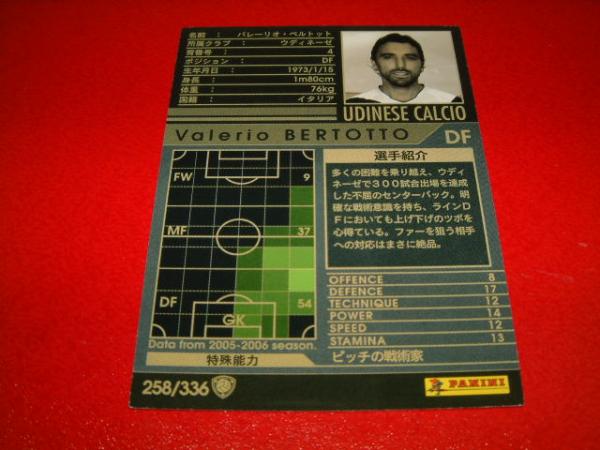 名前 : バレーリオ・ベルトット
所属クラブ : ウディネーゼ
背番号 : 4
ポジション : DF
生年月日 : 1973/1/15
身長 : 1m80cm
体重 : 76kg
国籍 : イタリア
UDINESE CALCIO
Valerio BERTOTTO DF
FW 9
MF 37
DF 54
GK
Data from 2005-2006 season.
選手紹介
多くの困難を乗り越え、ウディ
ネーゼで300試合出場を達成し
た不屈のセンターバック。明
確な戦術意識を持ち、ラインD
Fにおいても上げ下げのツボを
心得ている。ファーを狙う相手
への対応はまさに絶品。
OFFENCE 8
DEFENCE 17
TECHNIQUE 12
POWER 14
SPEED 12
STAMINA 13
特殊能力 ピッチの戦術家
258/336
PANINI